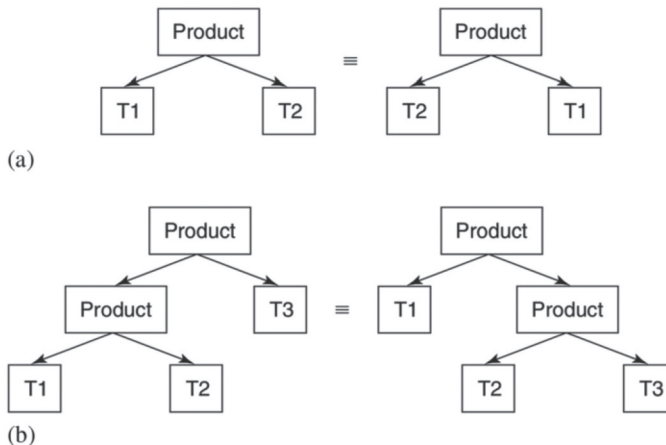 Product Product
≡
T1 T2 T2 T1
(a)
Product Product
Product T3 ≡ T1 Product
T1 T2 T2 T3
(b)